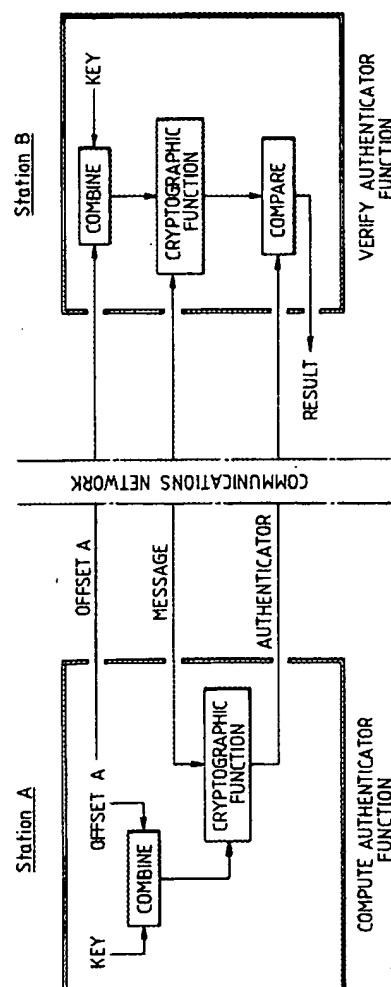 Station A
KEY
OFFSET A
COMBINE
CRYPTOGRAPHIC
FUNCTION
COMPUTE AUTHENTICATOR
FUNCTION
OFFSET A
MESSAGE
AUTHENTICATOR
COMMUNICATIONS NETWORK
Station B
COMBINE
KEY
CRYPTOGRAPHIC
FUNCTION
COMPARE
RESULT
VERIFY AUTHENTICATOR
FUNCTION